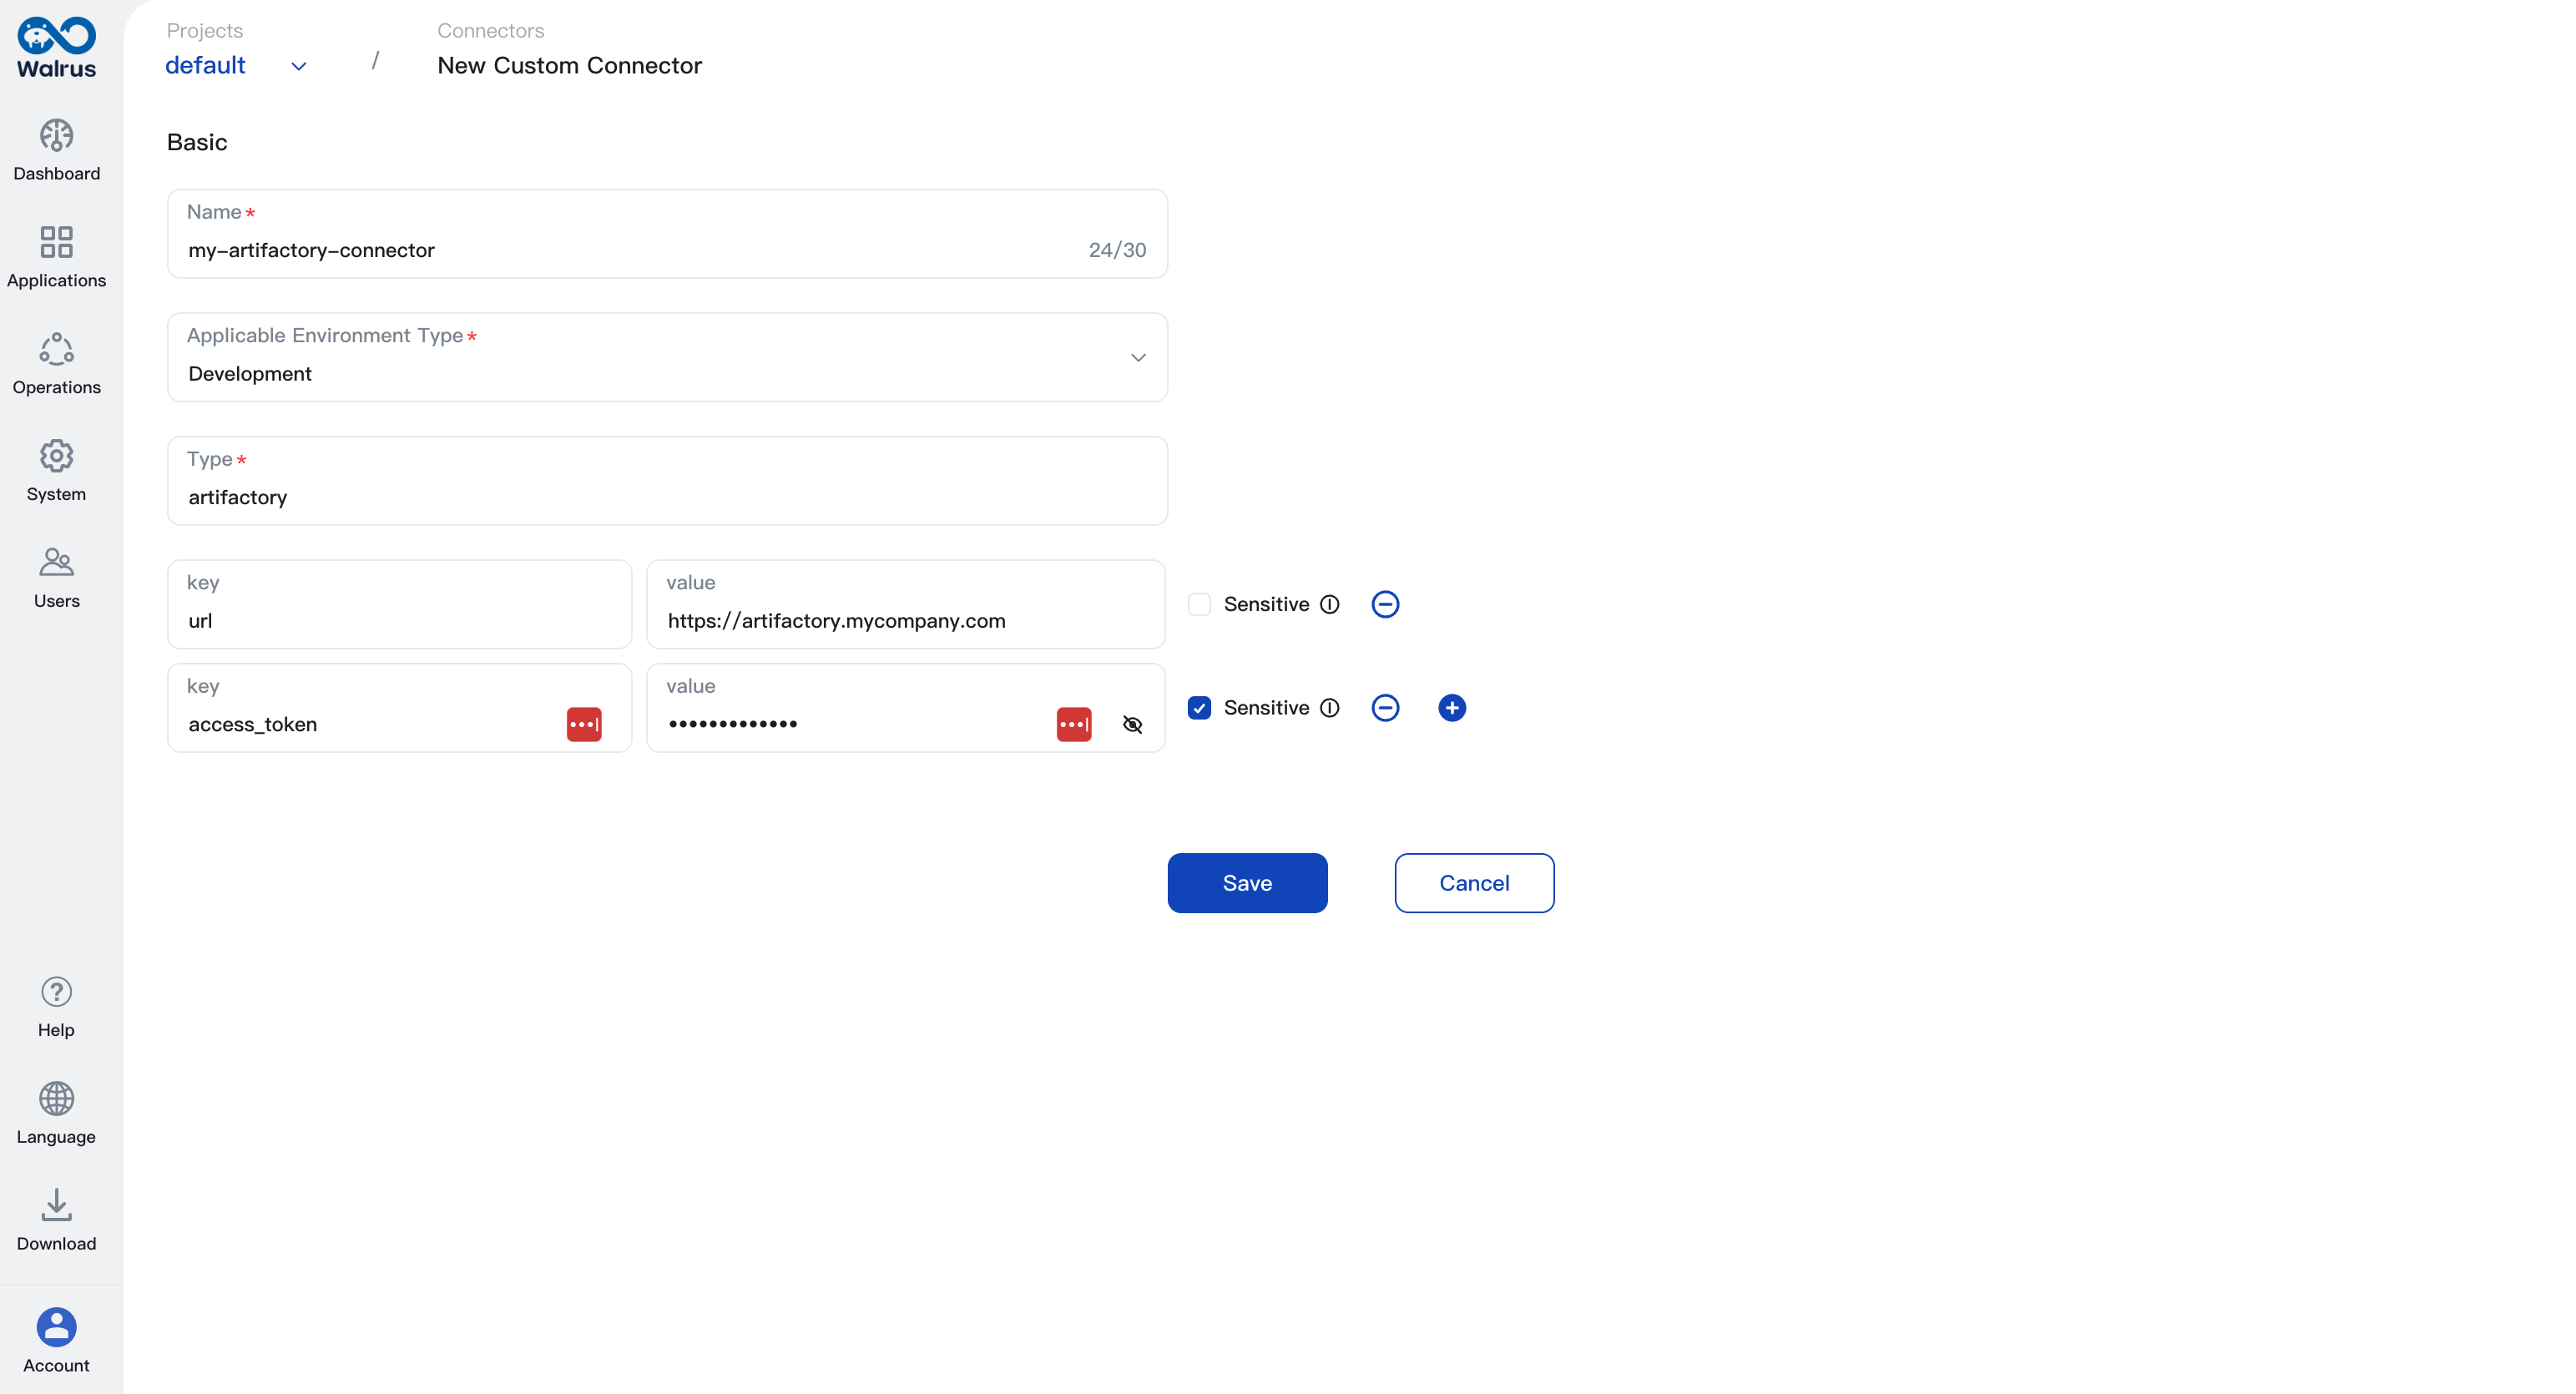 Walrus
Dashboard
Applications
Operations
System
Users
Help
Language
Download
Account
Projects
default
/
Connectors
New Custom Connector
Basic
Name*
my-artifactory-connector
24/30
Applicable Environment Type*
Development
Type*
artifactory
key
url
value
https://artifactory.mycompany.com
Sensitive
key
access_token
value
•••••••••••••
Sensitive
Save
Cancel